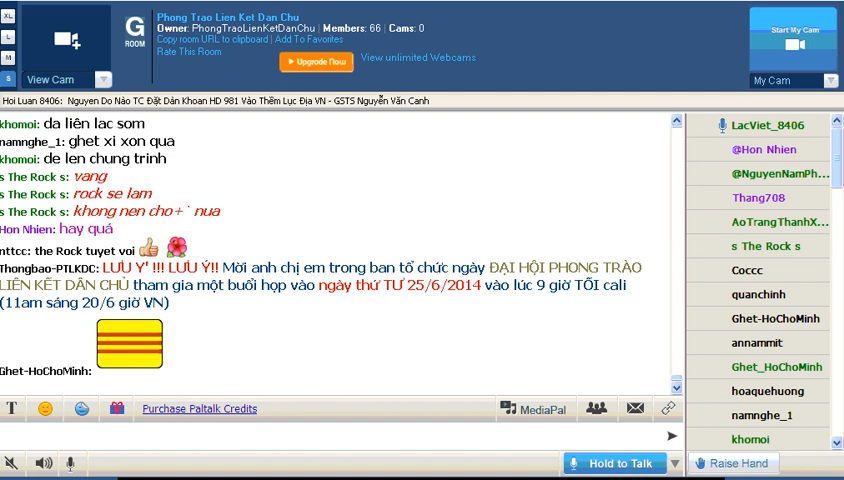 XL
L
M
S
View Cam
G
ROOM
Phong Trao Lien Ket Dan Chu
Owner: PhongTraoLienKetDanChu | Members: 66 | Cams: 0
Copy room URL to clipboard | Add To Favorites
Rate This Room
Upgrade Now
View unlimited Webcams
Start My Cam
My Cam
Hoi Luan 8406: Nguyen Do Nào TC Đặt Dàn Khoan HD 981 Vào Thềm Lục Địa VN - GSTS Nguyễn Văn Canh
khomoi: da liên lac som
namnghe_1: ghet xi xon qua
khomoi: de len chung trinh
s The Rock s: vang
s The Rock s: rock se lam
s The Rock s: khong nen cho+` nua
Hon Nhien: hay quá
nttcc: the Rock tuyet voi
Thongbao-PTLKDC: LƯU Y' !!! LƯU Ý!! Mời anh chị em trong ban tổ chức ngày ĐẠI HỘI PHONG TRÀO
LIÊN KẾT DÂN CHỦ tham gia một buổi họp vào ngày thứ TƯ 25/6/2014 vào lúc 9 giờ TỐI cali
(11am sáng 20/6 giờ VN)
Ghet-HoChoMinh:
LacViet_8406
@Hon Nhien
@NguyenNamPh...
Thang708
AoTrangThanhX...
s The Rock s
Coccc
quanchinh
Ghet-HoChoMinh
annammit
Ghet_HoChoMinh
hoaquehuong
namnghe_1
khomoi
T
Purchase Paltalk Credits
MediaPal
Hold to Talk
Raise Hand